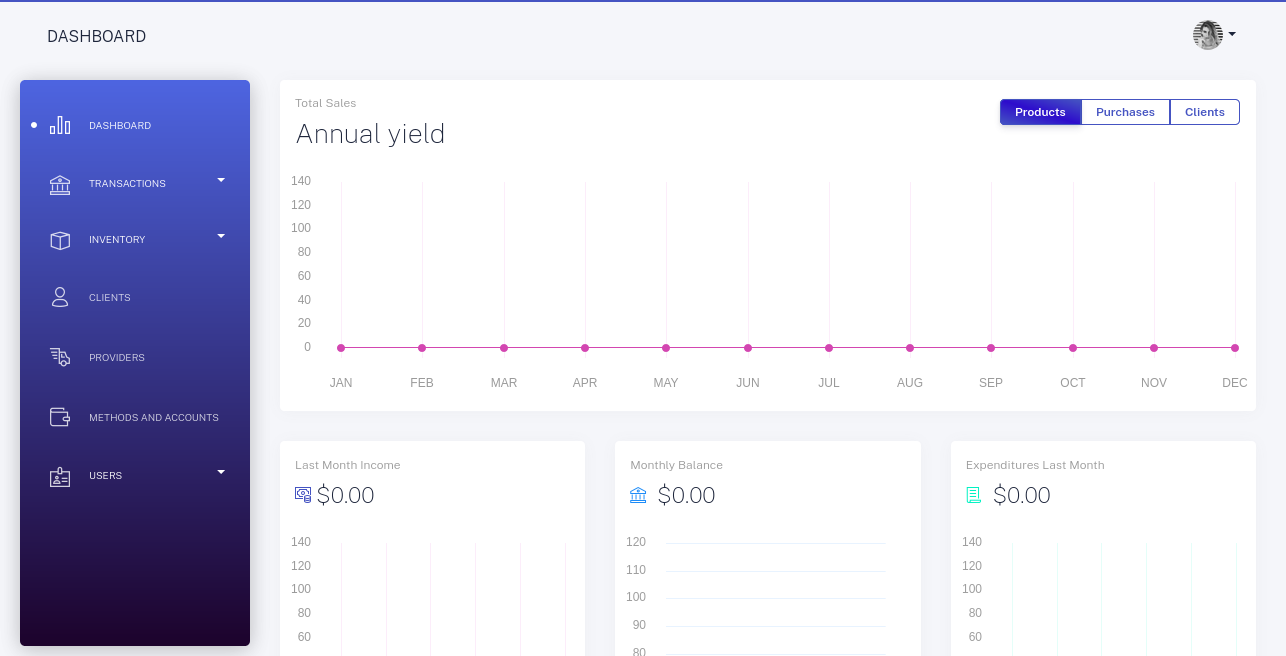 DASHBOARD
DASHBOARD
TRANSACTIONS
INVENTORY
CLIENTS
PROVIDERS
METHODS AND ACCOUNTS
USERS
Total Sales
Annual yield
Products Purchases Clients
140
120
100
80
60
40
20
0
JAN FEB MAR APR MAY JUN JUL AUG SEP OCT NOV DEC
Last Month Income
$0.00
140
120
100
80
60
Monthly Balance
$0.00
120
110
100
90
80
Expenditures Last Month
$0.00
140
120
100
80
60